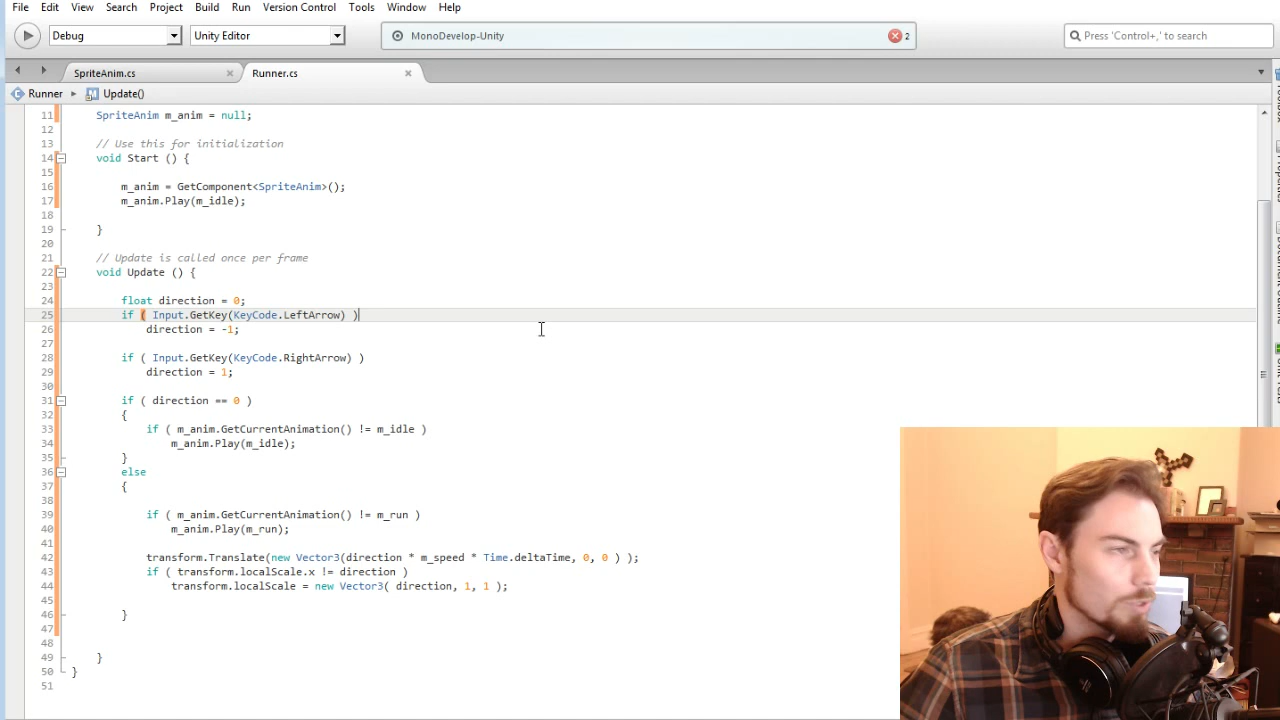 File Edit View Search Project Build Run Version Control Tools Window Help
Debug Unity Editor MonoDevelop-Unity 2 Press 'Control+,' to search
SpriteAnim.cs Runner.cs
Runner Update()
11 SpriteAnim m_anim = null;
12
13 // Use this for initialization
14 void Start () {
15
16 m_anim = GetComponent<SpriteAnim>();
17 m_anim.Play(m_idle);
18
19 }
20
21 // Update is called once per frame
22 void Update () {
23
24 float direction = 0;
25 if ( Input.GetKey(KeyCode.LeftArrow) )
26 direction = -1;
27
28 if ( Input.GetKey(KeyCode.RightArrow) )
29 direction = 1;
30
31 if ( direction == 0 )
32 {
33 if ( m_anim.GetCurrentAnimation() != m_idle )
34 m_anim.Play(m_idle);
35 }
36 else
37 {
38
39 if ( m_anim.GetCurrentAnimation() != m_run )
40 m_anim.Play(m_run);
41
42 transform.Translate(new Vector3(direction * m_speed * Time.deltaTime, 0, 0 ) );
43 if ( transform.localScale.x != direction )
44 transform.localScale = new Vector3( direction, 1, 1 );
45
46 }
47
48
49 }
50 }
51